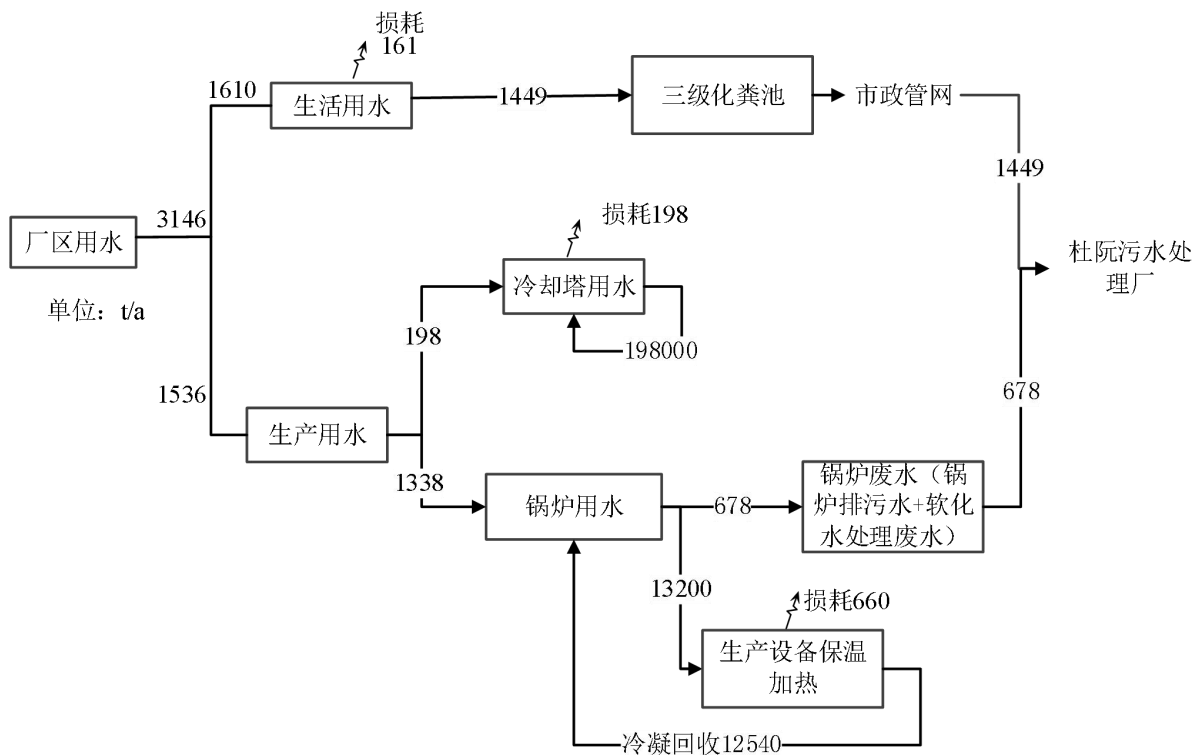 损耗
161
1610
生活用水
1449
三级化粪池
市政管网
1449
3146
厂区用水
单位：t/a
损耗198
冷却塔用水
198
198000
杜阮污水处
理厂
1536
生产用水
1338
锅炉用水
678
锅炉废水（锅
炉排污水+软化
水处理废水）
678
13200
损耗660
生产设备保温
加热
冷凝回收12540